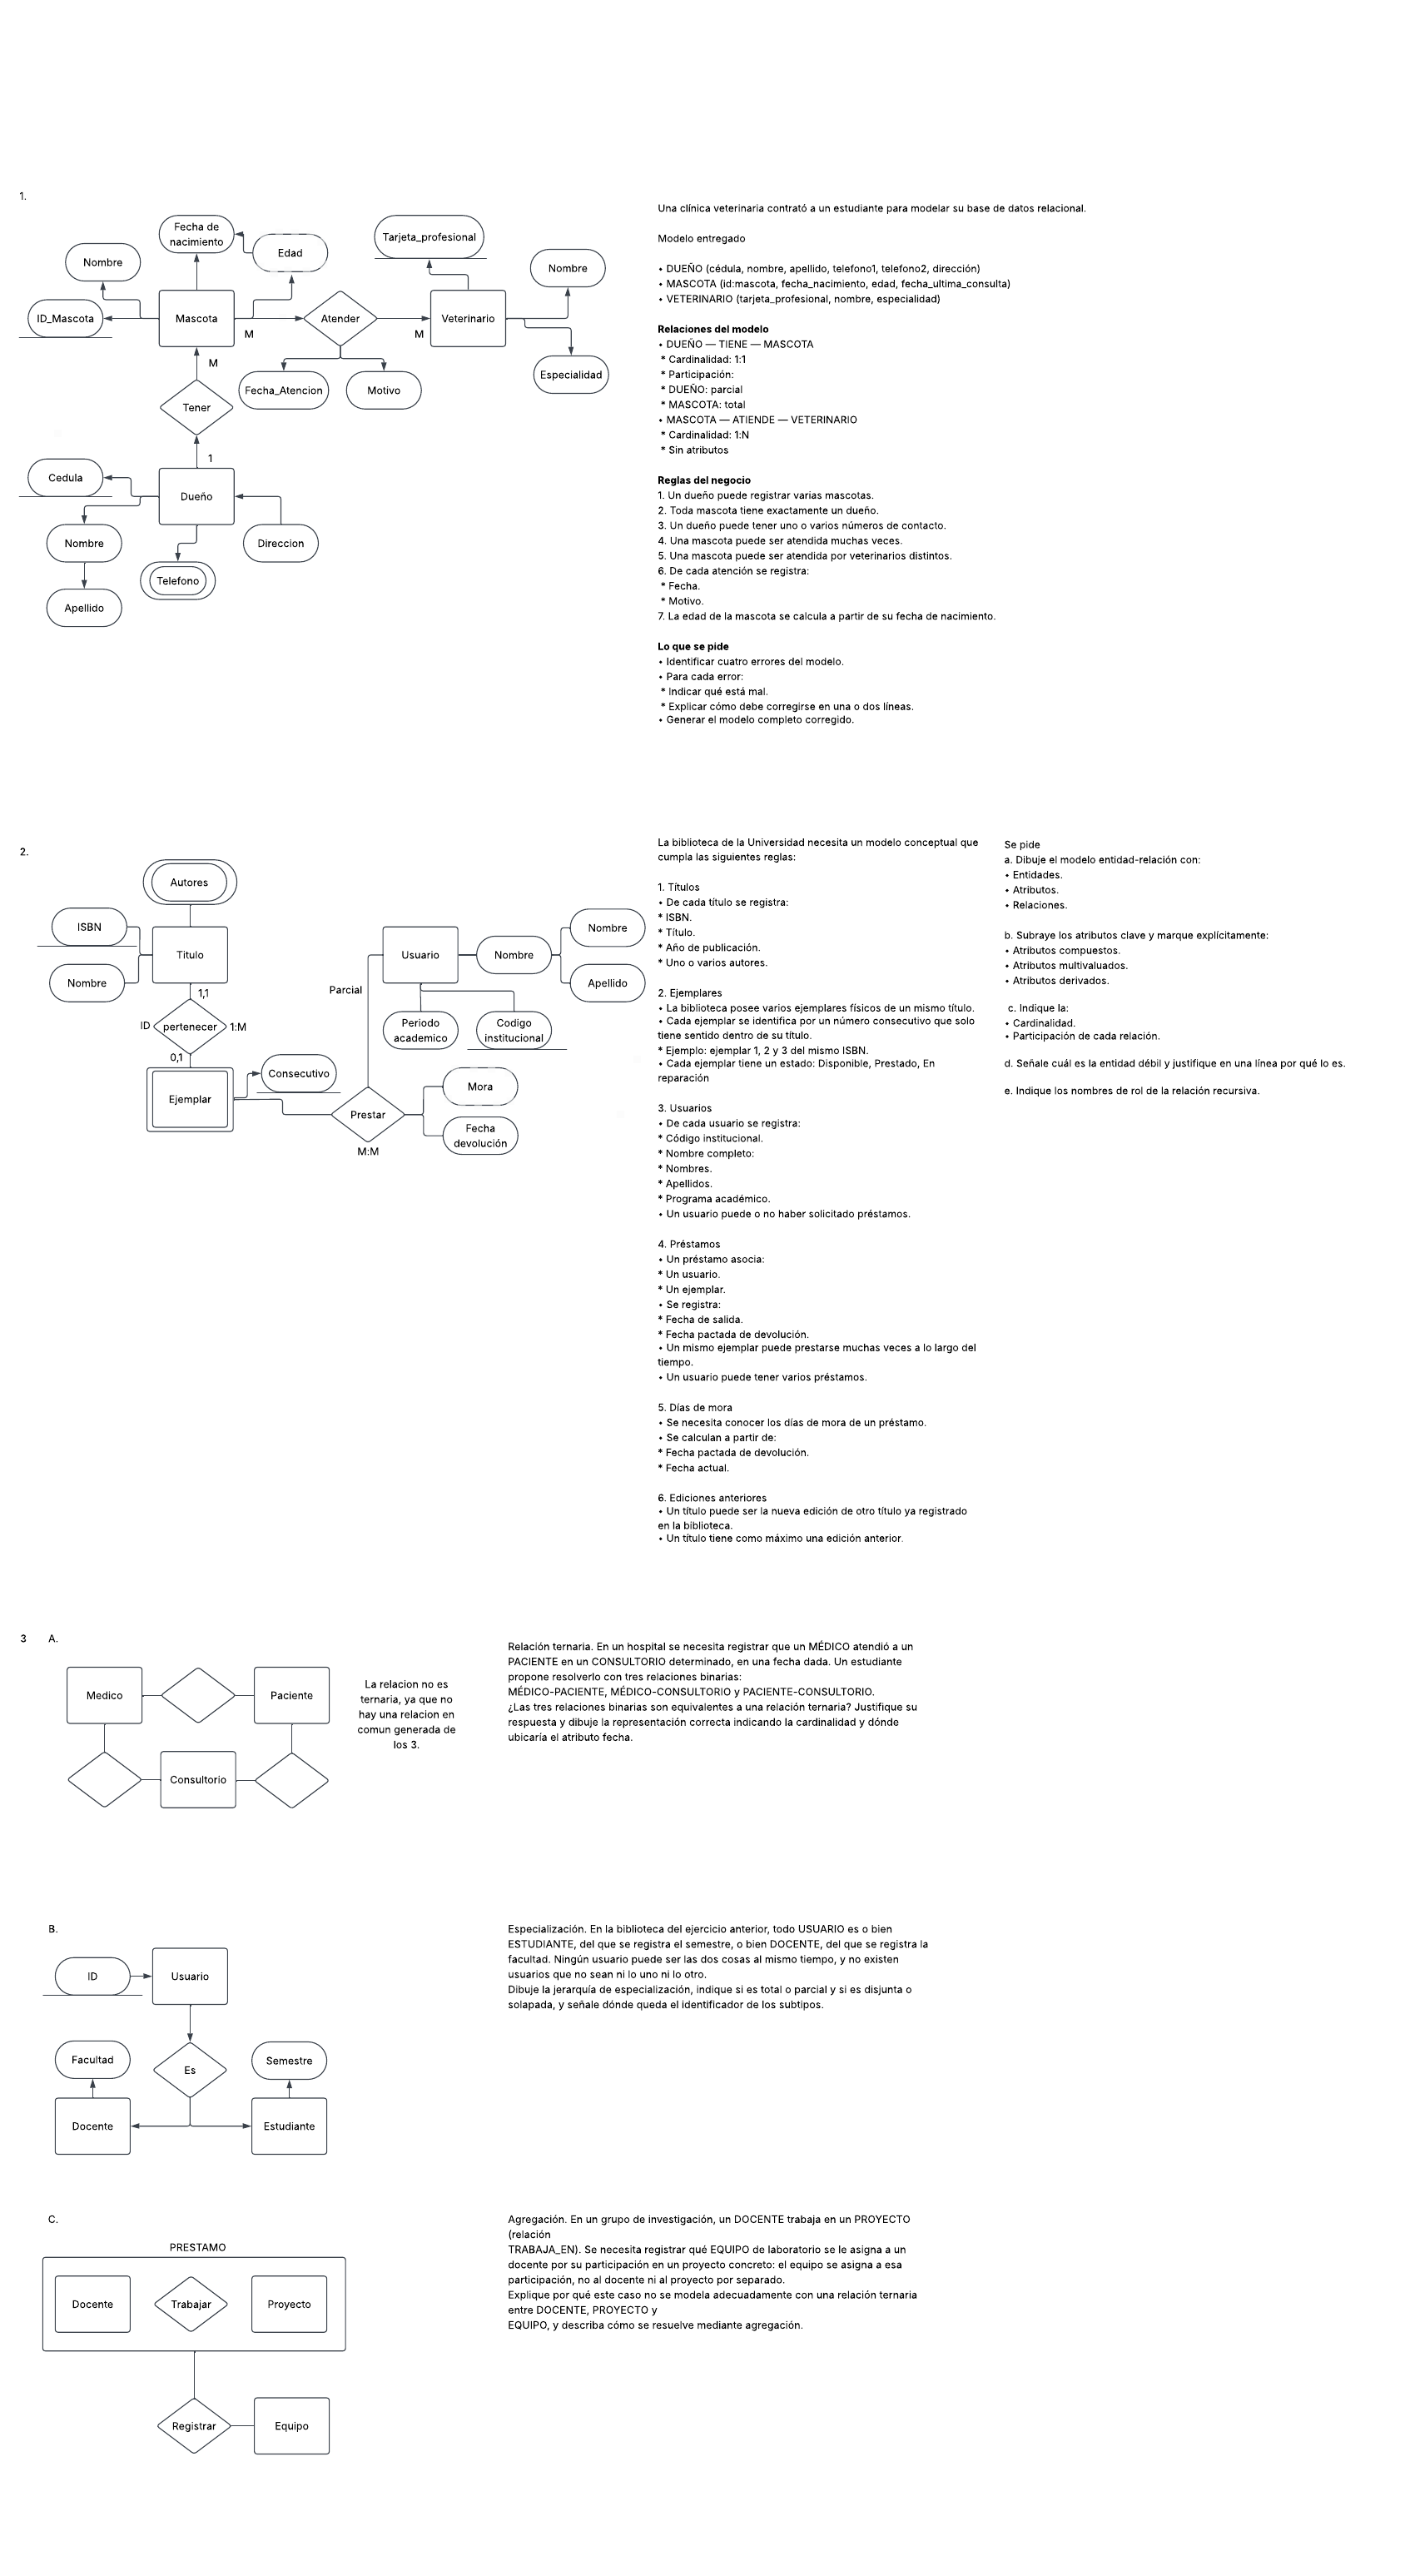 1.
Fecha de
nacimiento
Nombre
Edad
Tarjeta_profesional
Nombre
ID_Mascota
Mascota
Atender
Veterinario
M
M
M
Fecha_Atencion
Motivo
Especialidad
Tener
1
Cedula
Dueño
Nombre
Direccion
Telefono
Apellido
Una clínica veterinaria contrató a un estudiante para modelar su base de datos relacional.
Modelo entregado
• DUEÑO (cédula, nombre, apellido, telefono1, telefono2, dirección)
• MASCOTA (id:mascota, fecha_nacimiento, edad, fecha_ultima_consulta)
• VETERINARIO (tarjeta_profesional, nombre, especialidad)
Relaciones del modelo
• DUEÑO — TIENE — MASCOTA
* Cardinalidad: 1:1
* Participación:
* DUEÑO: parcial
* MASCOTA: total
• MASCOTA — ATIENDE — VETERINARIO
* Cardinalidad: 1:N
* Sin atributos
Reglas del negocio
1. Un dueño puede registrar varias mascotas.
2. Toda mascota tiene exactamente un dueño.
3. Un dueño puede tener uno o varios números de contacto.
4. Una mascota puede ser atendida muchas veces.
5. Una mascota puede ser atendida por veterinarios distintos.
6. De cada atención se registra:
* Fecha.
* Motivo.
7. La edad de la mascota se calcula a partir de su fecha de nacimiento.
Lo que se pide
• Identificar cuatro errores del modelo.
• Para cada error:
* Indicar qué está mal.
* Explicar cómo debe corregirse en una o dos líneas.
• Generar el modelo completo corregido.
2.
Autores
ISBN
Titulo
Nombre
1,1
ID
pertenecer
1:M
0,1
Ejemplar
Consecutivo
Usuario
Nombre
Nombre
Apellido
Parcial
Periodo
academico
Codigo
institucional
Mora
Prestar
Fecha
devolución
M:M
La biblioteca de la Universidad necesita un modelo conceptual que
cumpla las siguientes reglas:
1. Títulos
• De cada título se registra:
* ISBN.
* Título.
* Año de publicación.
* Uno o varios autores.
2. Ejemplares
• La biblioteca posee varios ejemplares físicos de un mismo título.
• Cada ejemplar se identifica por un número consecutivo que solo
tiene sentido dentro de su título.
* Ejemplo: ejemplar 1, 2 y 3 del mismo ISBN.
• Cada ejemplar tiene un estado: Disponible, Prestado, En
reparación
3. Usuarios
• De cada usuario se registra:
* Código institucional.
* Nombre completo:
* Nombres.
* Apellidos.
* Programa académico.
• Un usuario puede o no haber solicitado préstamos.
4. Préstamos
• Un préstamo asocia:
* Un usuario.
* Un ejemplar.
• Se registra:
* Fecha de salida.
* Fecha pactada de devolución.
• Un mismo ejemplar puede prestarse muchas veces a lo largo del
tiempo.
• Un usuario puede tener varios préstamos.
5. Días de mora
• Se necesita conocer los días de mora de un préstamo.
• Se calculan a partir de:
* Fecha pactada de devolución.
* Fecha actual.
6. Ediciones anteriores
• Un título puede ser la nueva edición de otro título ya registrado
en la biblioteca.
• Un título tiene como máximo una edición anterior.
Se pide
a. Dibuje el modelo entidad-relación con:
• Entidades.
• Atributos.
• Relaciones.
b. Subraye los atributos clave y marque explícitamente:
• Atributos compuestos.
• Atributos multivaluados.
• Atributos derivados.
c. Indique la:
• Cardinalidad.
• Participación de cada relación.
d. Señale cuál es la entidad débil y justifique en una línea por qué lo es.
e. Indique los nombres de rol de la relación recursiva.
3
A.
Medico
Paciente
Consultorio
La relacion no es
ternaria, ya que no
hay una relacion en
comun generada de
los 3.
Relación ternaria. En un hospital se necesita registrar que un MÉDICO atendió a un
PACIENTE en un CONSULTORIO determinado, en una fecha dada. Un estudiante
propone resolverlo con tres relaciones binarias:
MÉDICO-PACIENTE, MÉDICO-CONSULTORIO y PACIENTE-CONSULTORIO.
¿Las tres relaciones binarias son equivalentes a una relación ternaria? Justifique su
respuesta y dibuje la representación correcta indicando la cardinalidad y dónde
ubicaría el atributo fecha.
B.
ID
Usuario
Facultad
Es
Semestre
Docente
Estudiante
Especialización. En la biblioteca del ejercicio anterior, todo USUARIO es o bien
ESTUDIANTE, del que se registra el semestre, o bien DOCENTE, del que se registra la
facultad. Ningún usuario puede ser las dos cosas al mismo tiempo, y no existen
usuarios que no sean ni lo uno ni lo otro.
Dibuje la jerarquía de especialización, indique si es total o parcial y si es disjunta o
solapada, y señale dónde queda el identificador de los subtipos.
C.
PRESTAMO
Docente
Trabajar
Proyecto
Registrar
Equipo
Agregación. En un grupo de investigación, un DOCENTE trabaja en un PROYECTO
(relación
TRABAJA_EN). Se necesita registrar qué EQUIPO de laboratorio se le asigna a un
docente por su participación en un proyecto concreto: el equipo se asigna a esa
participación, no al docente ni al proyecto por separado.
Explique por qué este caso no se modela adecuadamente con una relación ternaria
entre DOCENTE, PROYECTO y
EQUIPO, y describa cómo se resuelve mediante agregación.